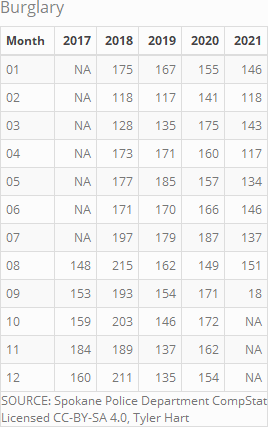 Burglary
Month 2017 2018 2019 2020 2021
01 NA 175 167 155 146
02 NA 118 117 141 118
03 NA 128 135 175 143
04 NA 173 171 160 117
05 NA 177 185 157 134
06 NA 171 170 166 146
07 NA 197 179 187 137
08 148 215 162 149 151
09 153 193 154 171 18
10 159 203 146 172 NA
11 184 189 137 162 NA
12 160 211 135 154 NA
SOURCE: Spokane Police Department CompStat
Licensed CC-BY-SA 4.0, Tyler Hart